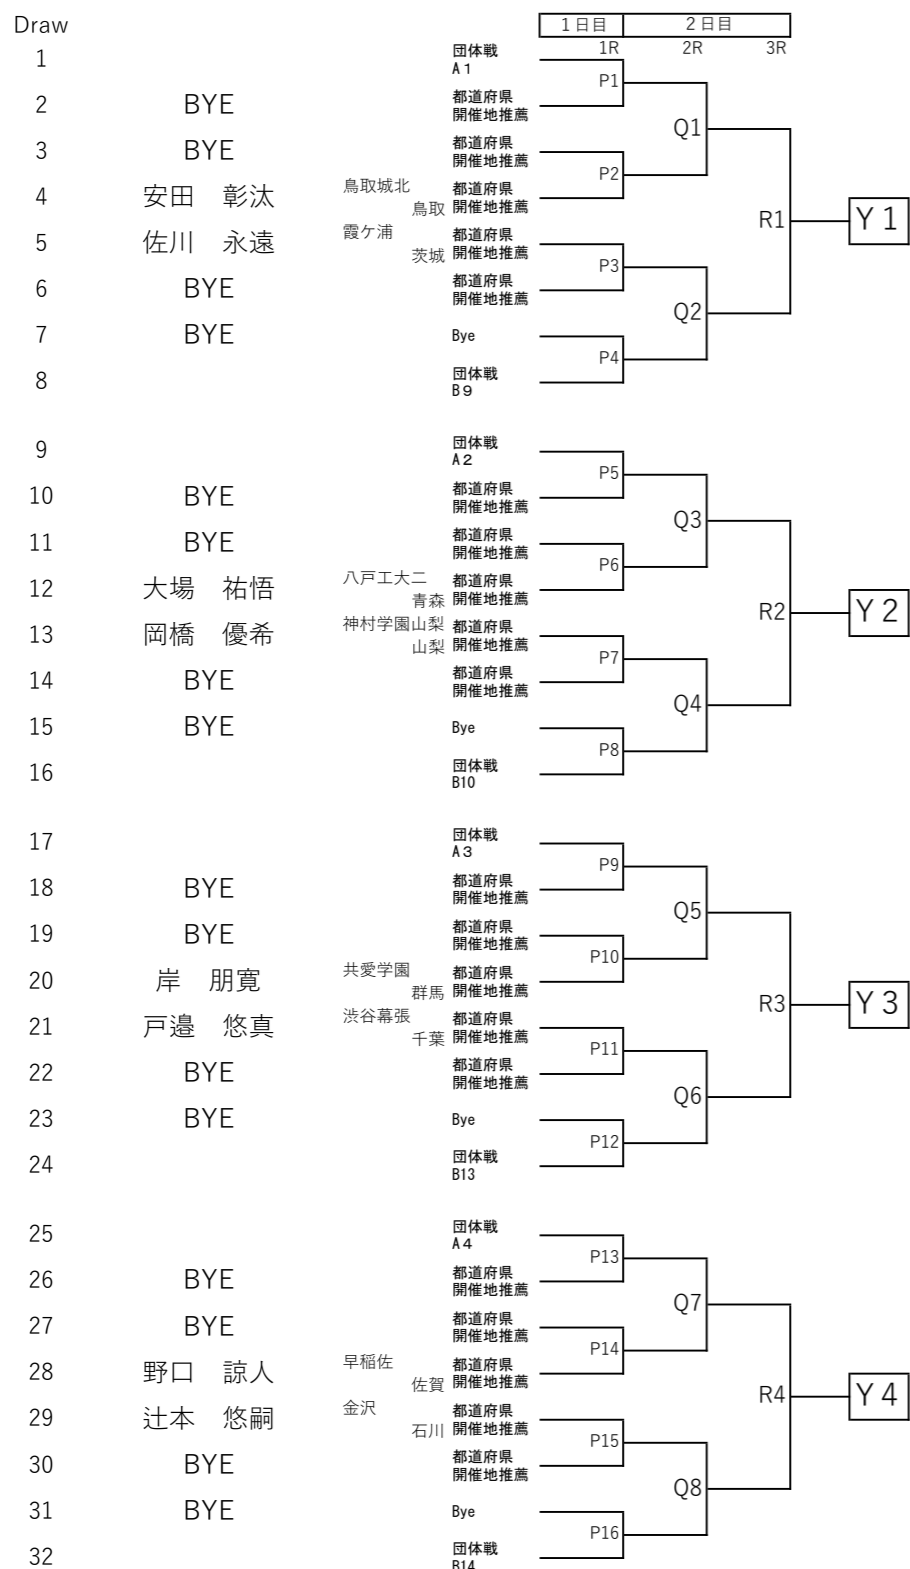 Draw 1日目 2日目
1R 2R 3R
1 団体戦
A1
P1
2 BYE 都道府県
開催地推薦
Q1
3 BYE 都道府県
開催地推薦
P2
4 安田 彰汰 鳥取城北 鳥取 都道府県
開催地推薦
R1 Y1
5 佐川 永遠 霞ケ浦 茨城 都道府県
開催地推薦
P3
6 BYE 都道府県
開催地推薦
Q2
7 BYE Bye
P4
8 団体戦
B9
9 団体戦
A2
P5
10 BYE 都道府県
開催地推薦
Q3
11 BYE 都道府県
開催地推薦
P6
12 大場 祐悟 八戸工大二 青森 都道府県
開催地推薦
R2 Y2
13 岡橋 優希 神村学園山梨 山梨 都道府県
開催地推薦
P7
14 BYE 都道府県
開催地推薦
Q4
15 BYE Bye
P8
16 団体戦
B10
17 団体戦
A3
P9
18 BYE 都道府県
開催地推薦
Q5
19 BYE 都道府県
開催地推薦
P10
20 岸 朋寛 共愛学園 群馬 都道府県
開催地推薦
R3 Y3
21 戸邉 悠真 渋谷幕張 千葉 都道府県
開催地推薦
P11
22 BYE 都道府県
開催地推薦
Q6
23 BYE Bye
P12
24 団体戦
B13
25 団体戦
A4
P13
26 BYE 都道府県
開催地推薦
Q7
27 BYE 都道府県
開催地推薦
P14
28 野口 諒人 早稲佐 佐賀 都道府県
開催地推薦
R4 Y4
29 辻本 悠嗣 金沢 石川 都道府県
開催地推薦
P15
30 BYE 都道府県
開催地推薦
Q8
31 BYE Bye
P16
32 団体戦
B14